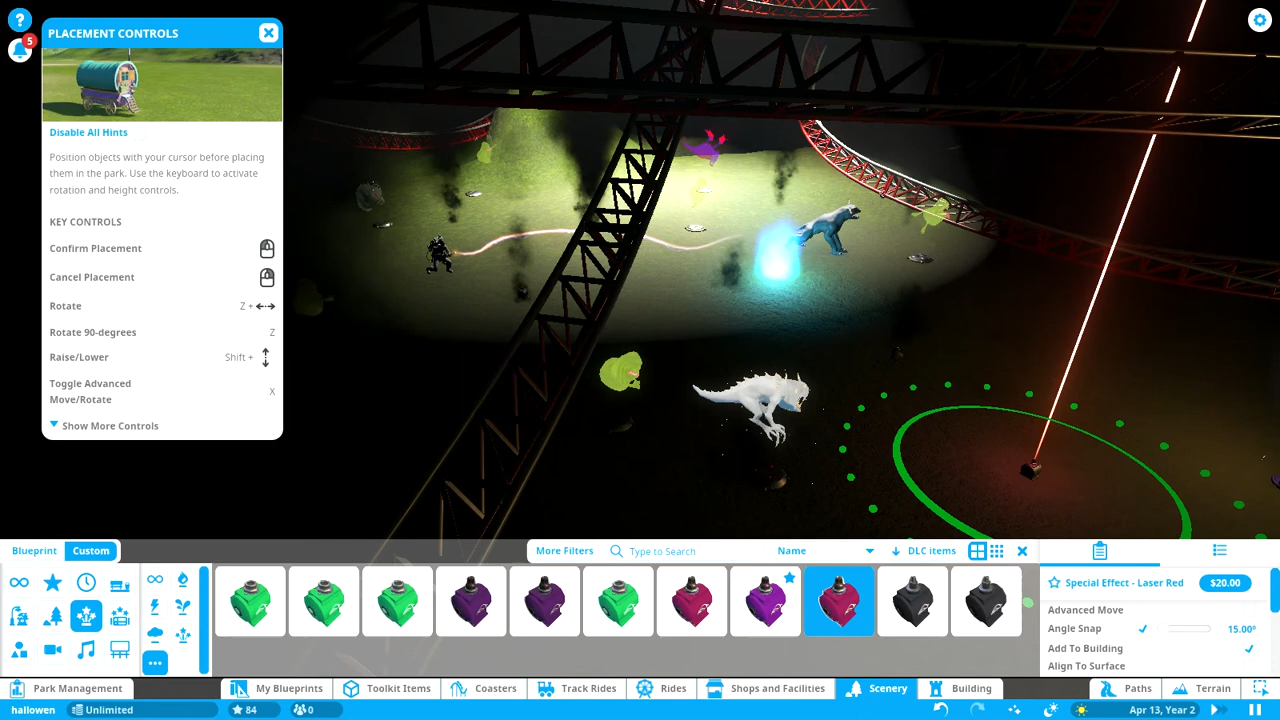 5
PLACEMENT CONTROLS
Disable All Hints
Position objects with your cursor before placing
them in the park. Use the keyboard to activate
rotation and height controls.
KEY CONTROLS
Confirm Placement
Cancel Placement
Rotate Z +
Rotate 90-degrees Z
Raise/Lower Shift +
Toggle Advanced
Move/Rotate X
Show More Controls
Blueprint Custom More Filters Type to Search Name DLC items
Special Effect - Laser Red $20.00
Advanced Move
Angle Snap 15.00º
Add To Building
Align To Surface
Park Management My Blueprints Toolkit Items Coasters Track Rides Rides Shops and Facilities Scenery Building Paths Terrain
hallowen Unlimited 84 0 Apr 13, Year 2